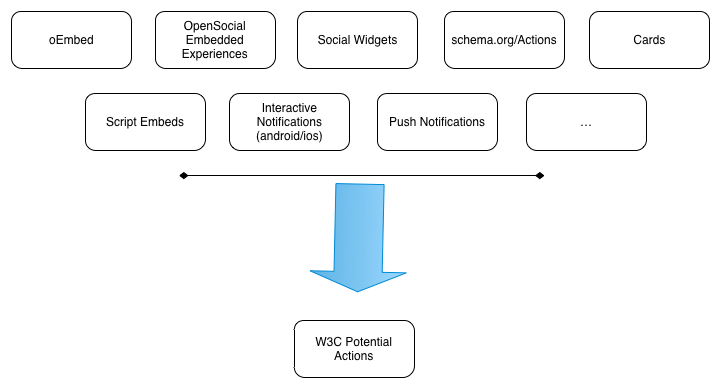 oEmbed
OpenSocial
Embedded
Experiences
Social Widgets
schema.org/Actions
Cards
Script Embeds
Interactive
Notifications
(android/ios)
Push Notifications
...
W3C Potential
Actions